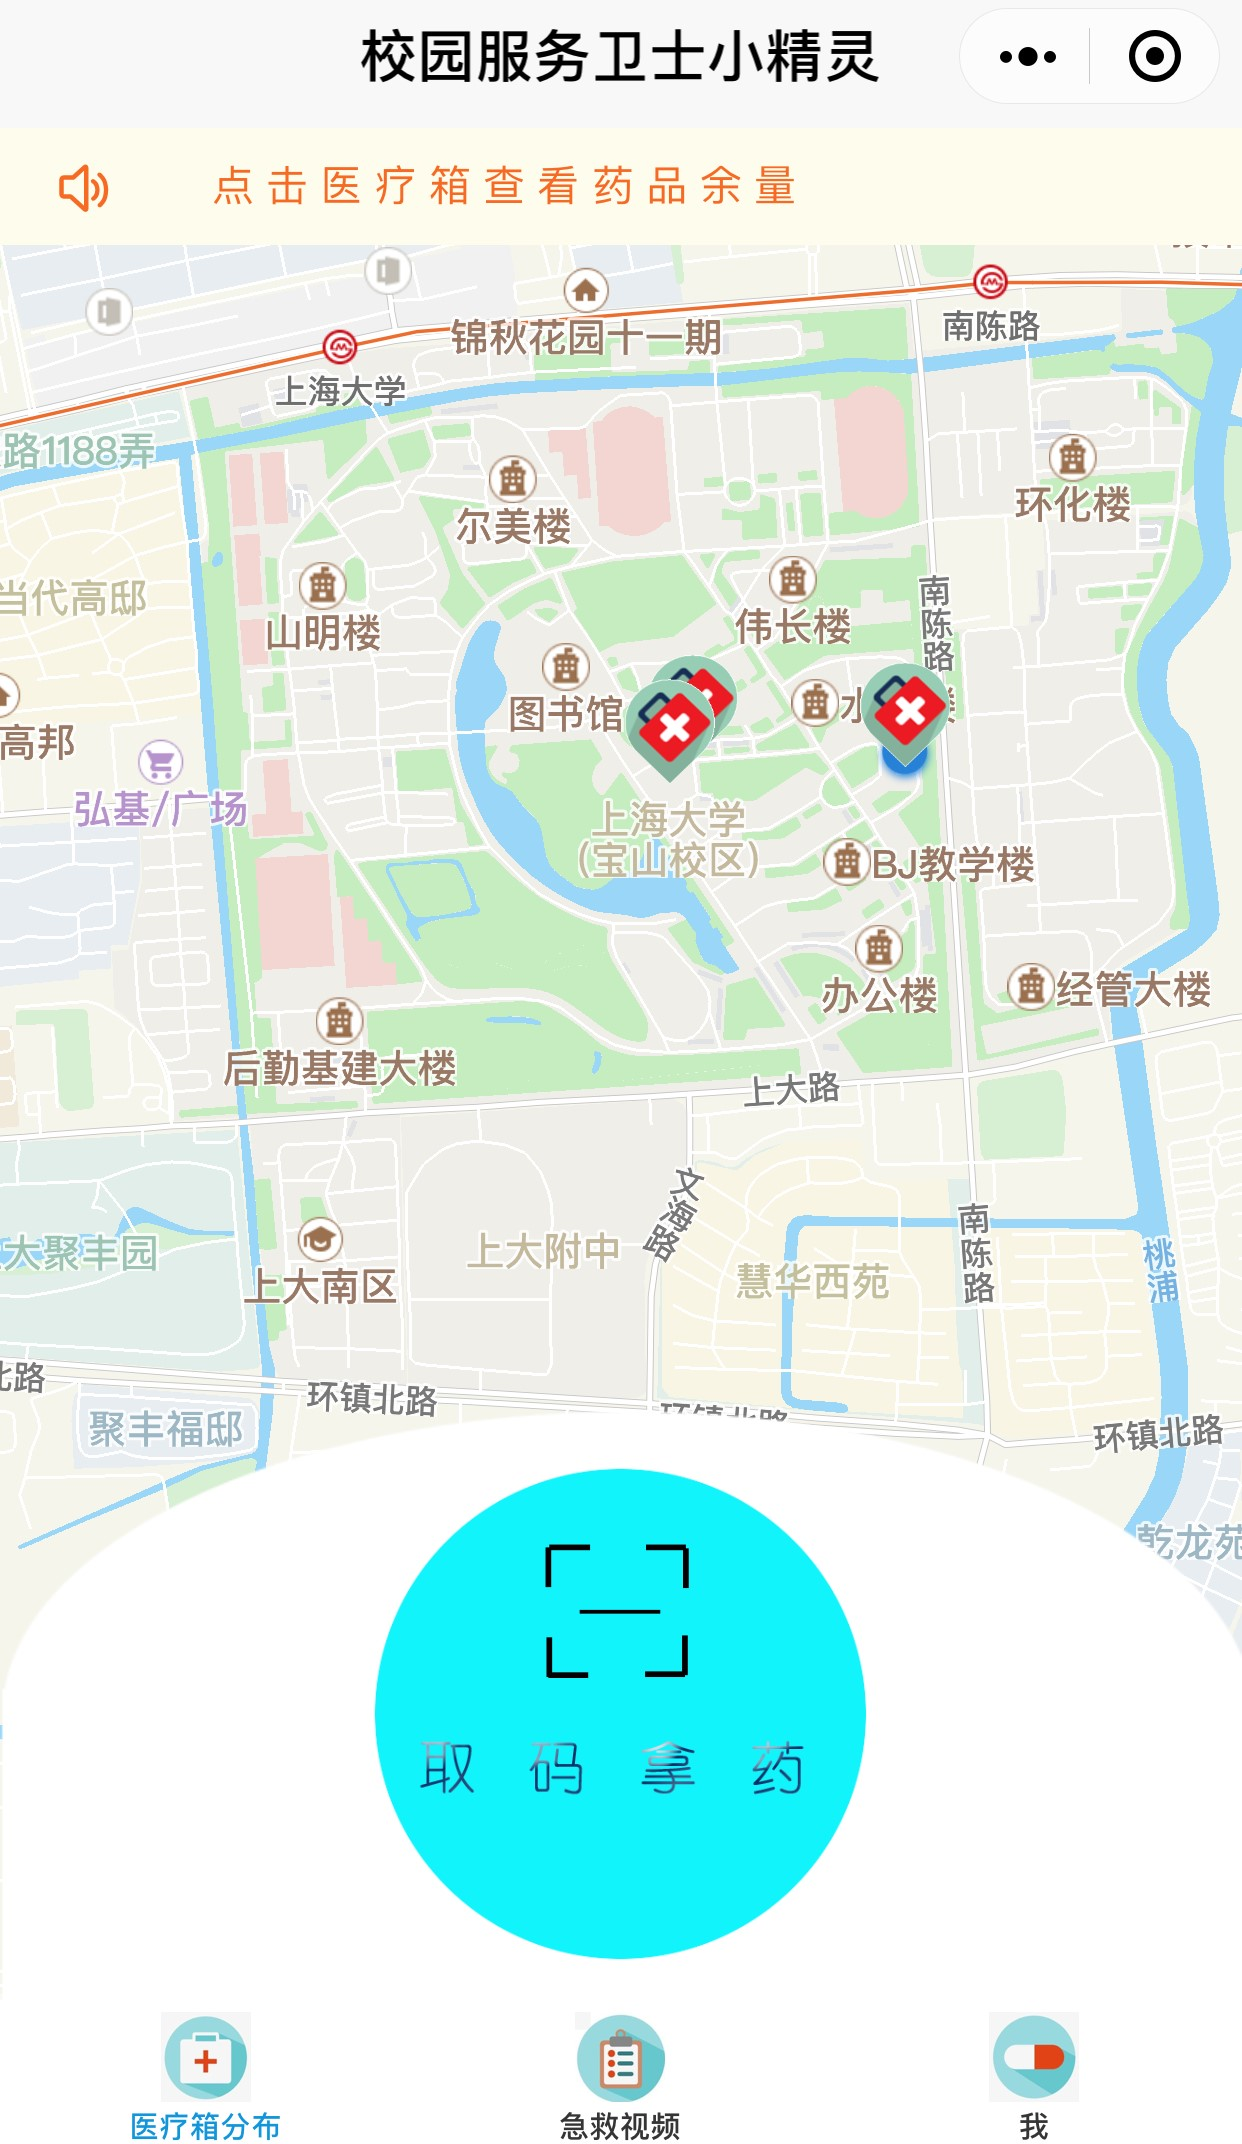 校园服务卫士小精灵
点击医疗箱查看药品余量
锦秋花园十一期
南陈路
上海大学
路1188弄
环化楼
尔美楼
当代高邸
山明楼
伟长楼
南陈路
图书馆
水
高邦
弘基/广场
上海大学
(宝山校区)
BJ教学楼
办公楼
经管大楼
后勤基建大楼
上大路
文海路
大聚丰园
上大附中
上大南区
慧华西苑
南陈路
桃浦
北路
环镇北路
环镇北路
聚丰福邸
环镇北路
乾龙苑
取码拿药
医疗箱分布
急救视频
我